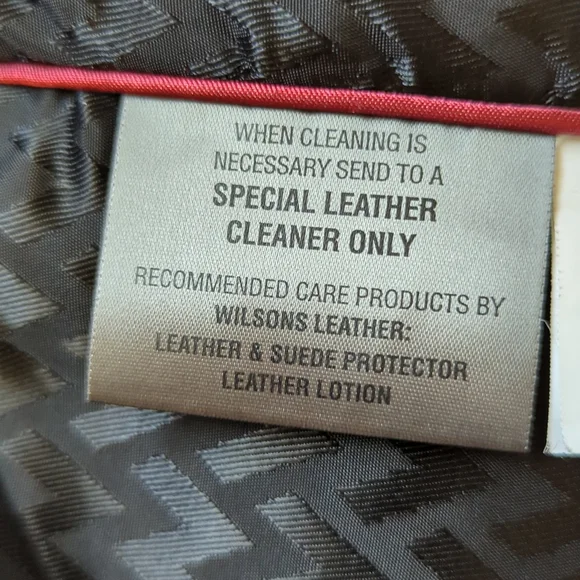 WHEN CLEANING IS
NECESSARY SEND TO A
SPECIAL LEATHER
CLEANER ONLY
RECOMMENDED CARE PRODUCTS BY
WILSONS LEATHER:
LEATHER & SUEDE PROTECTOR
LEATHER LOTION